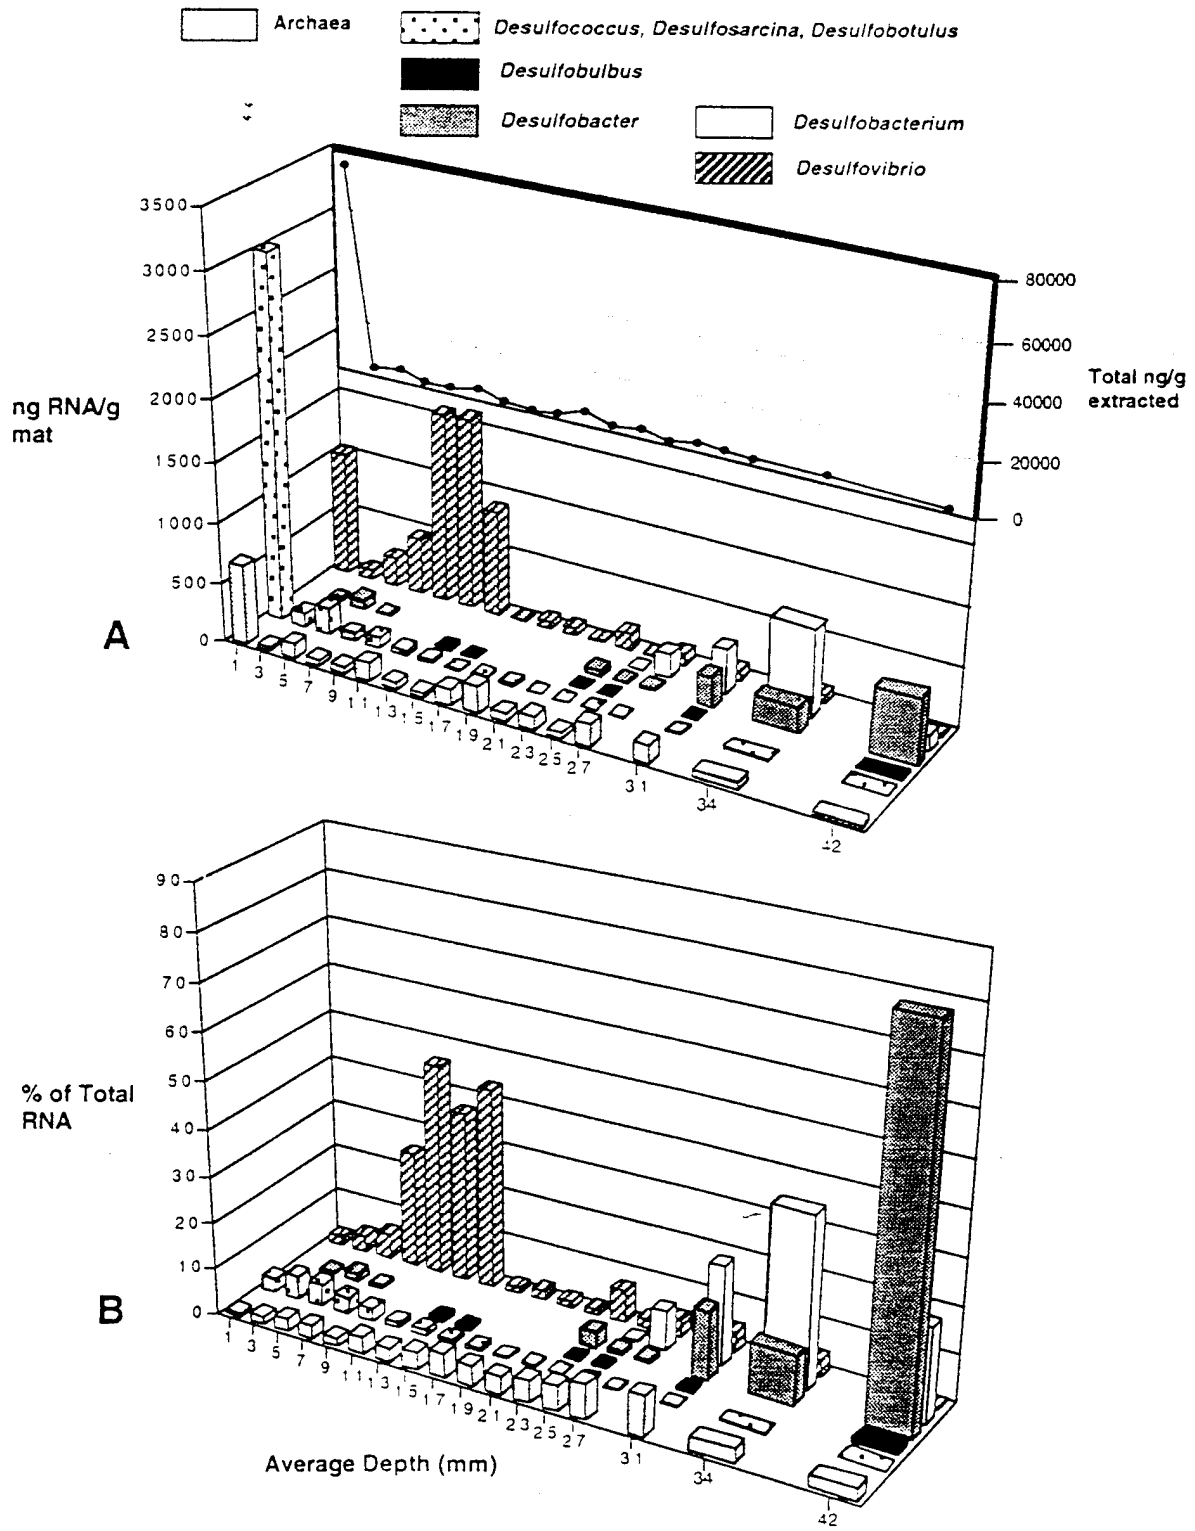 Archaea
Desulfococcus, Desulfosarcina, Desulfobotulus
Desulfobulbus
Desulfobacter
Desulfobacterium
Desulfovibrio
3500
3000
2500
2000
1500
1000
500
0
ng RNA/g
mat
80000
60000
40000
20000
0
Total ng/g
extracted
A
1 3 5 7 9 11 13 15 17 19 21 23 25 27 31 34 42
90
80
70
60
50
40
30
20
10
0
% of Total
RNA
B
1 3 5 7 9 11 13 15 17 19 21 23 25 27 31 34 42
Average Depth (mm)